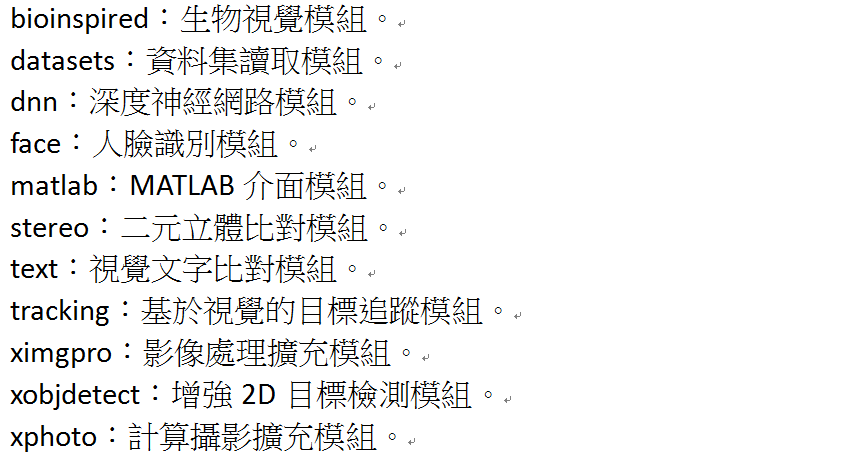 bioinspired：生物視覺模組。
datasets：資料集讀取模組。
dnn：深度神經網路模組。
face：人臉識別模組。
matlab：MATLAB 介面模組。
stereo：二元立體比對模組。
text：視覺文字比對模組。
tracking：基於視覺的目標追蹤模組。
ximgpro：影像處理擴充模組。
xobjdetect：增強 2D 目標檢測模組。
xphoto：計算攝影擴充模組。